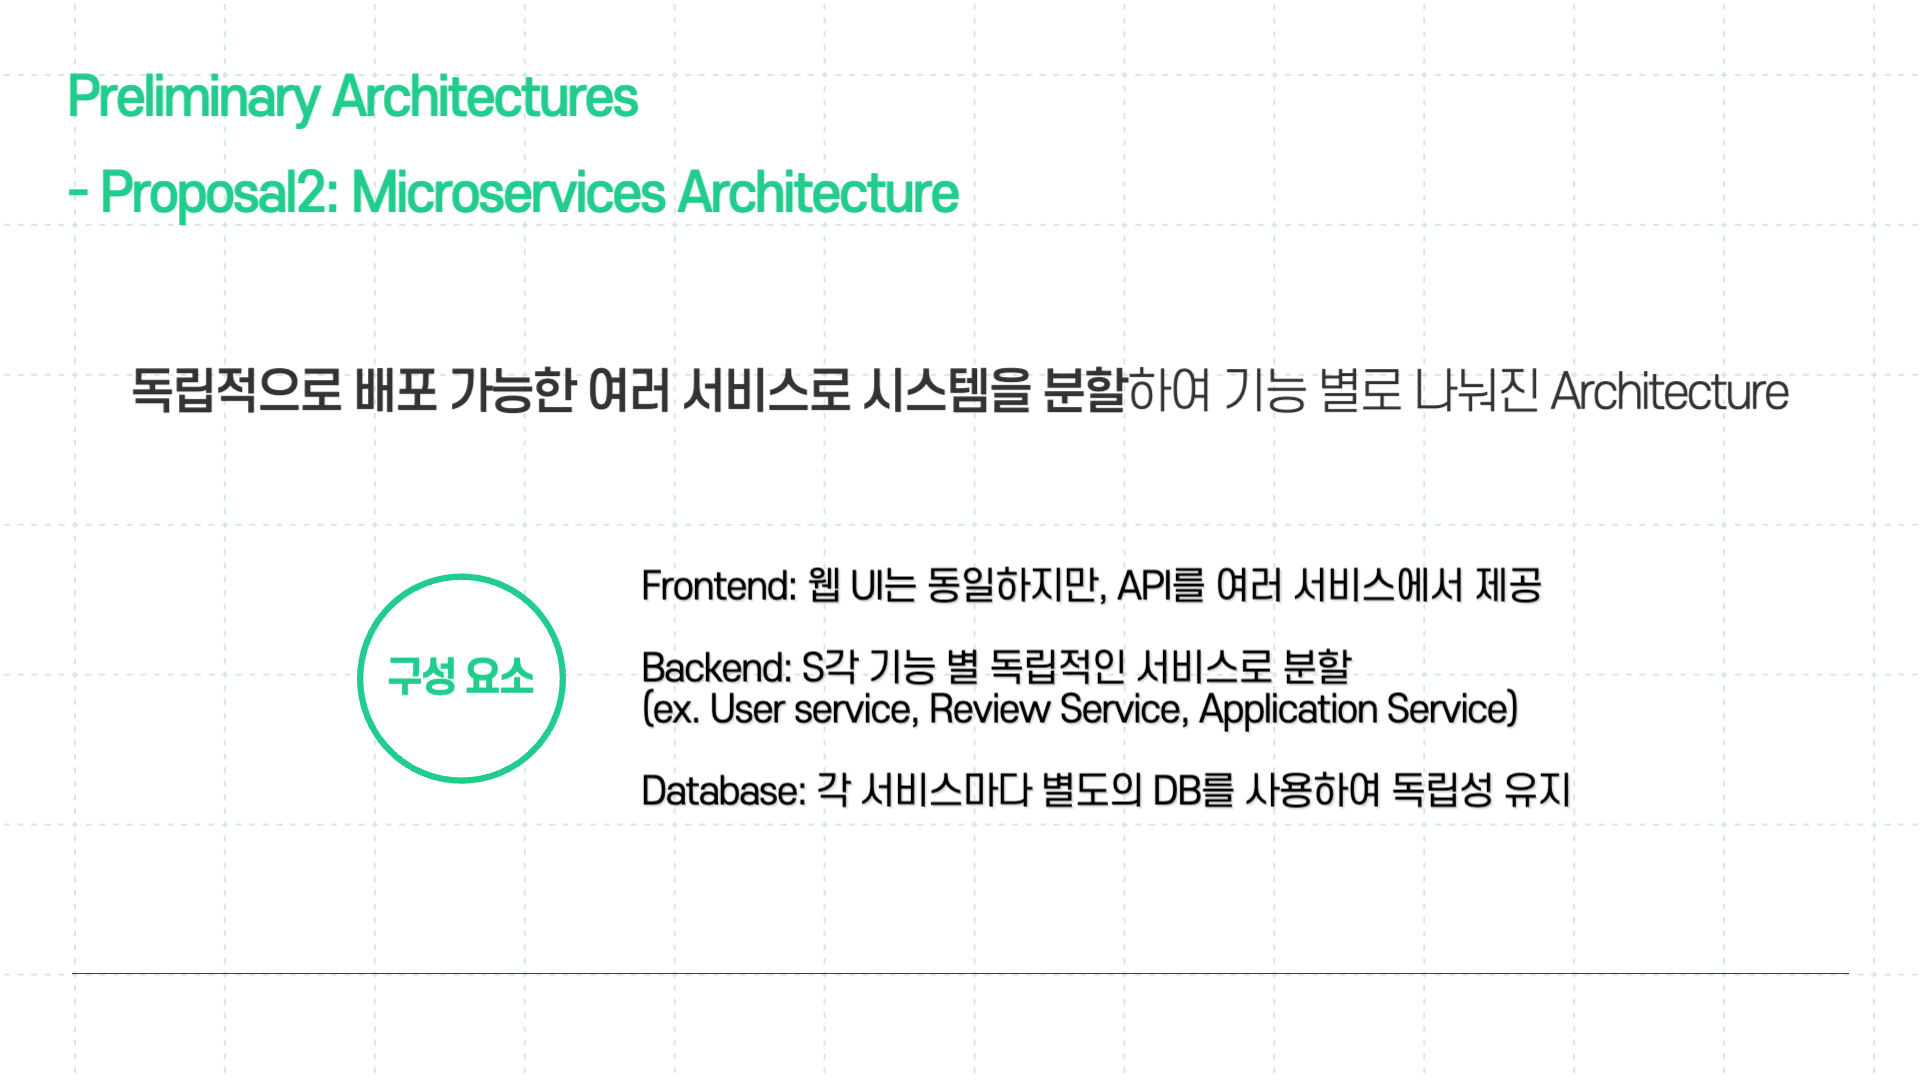 Preliminary Architectures
- Proposal2: Microservices Architecture
독립적으로 배포 가능한 여러 서비스로 시스템을 분할하여 기능 별로 나눠진 Architecture
구성 요소
Frontend: 웹 UI는 동일하지만, API를 여러 서비스에서 제공
Backend: S각 기능 별 독립적인 서비스로 분할
(ex. User service, Review Service, Application Service)
Database: 각 서비스마다 별도의 DB를 사용하여 독립성 유지